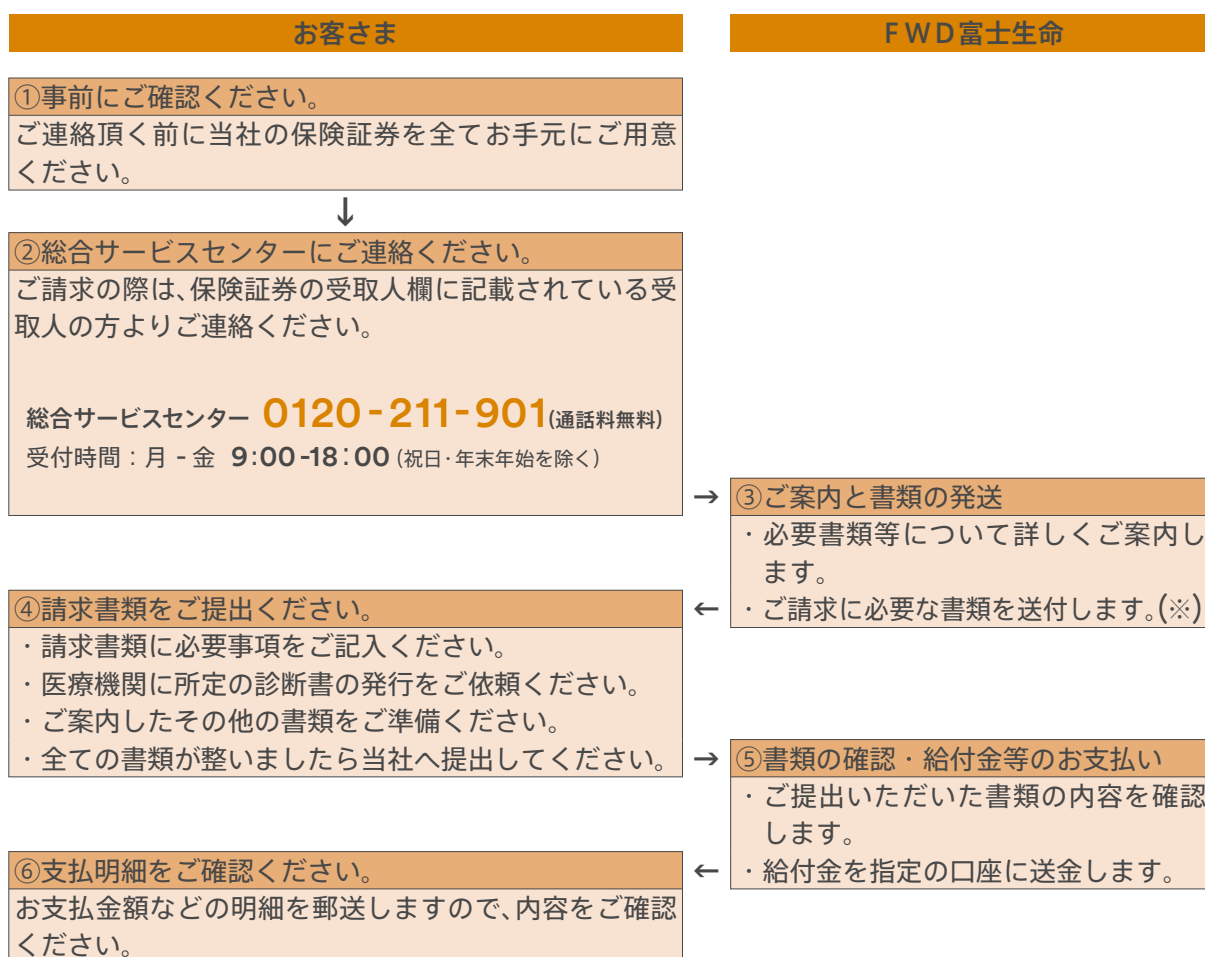 お客さま
FWD富士生命
①事前にご確認ください。
ご連絡頂く前に当社の保険証券を全てお手元にご用意
ください。
↓
②総合サービスセンターにご連絡ください。
ご請求の際は、保険証券の受取人欄に記載されている受
取人の方よりご連絡ください。
総合サービスセンター 0120-211-901(通話料無料)
受付時間：月-金 9:00-18:00(祝日・年末年始を除く)
→
③ご案内と書類の発送
・必要書類等について詳しくご案内し
ます。
・ご請求に必要な書類を送付します。(※)
←
④請求書類をご提出ください。
・請求書類に必要事項をご記入ください。
・医療機関に所定の診断書の発行をご依頼ください。
・ご案内したその他の書類をご準備ください。
・全ての書類が整いましたら当社へ提出してください。
→
⑤書類の確認・給付金等のお支払い
・ご提出いただいた書類の内容を確認
します。
・給付金を指定の口座に送金します。
←
⑥支払明細をご確認ください。
お支払金額などの明細を郵送しますので、内容をご確認
ください。